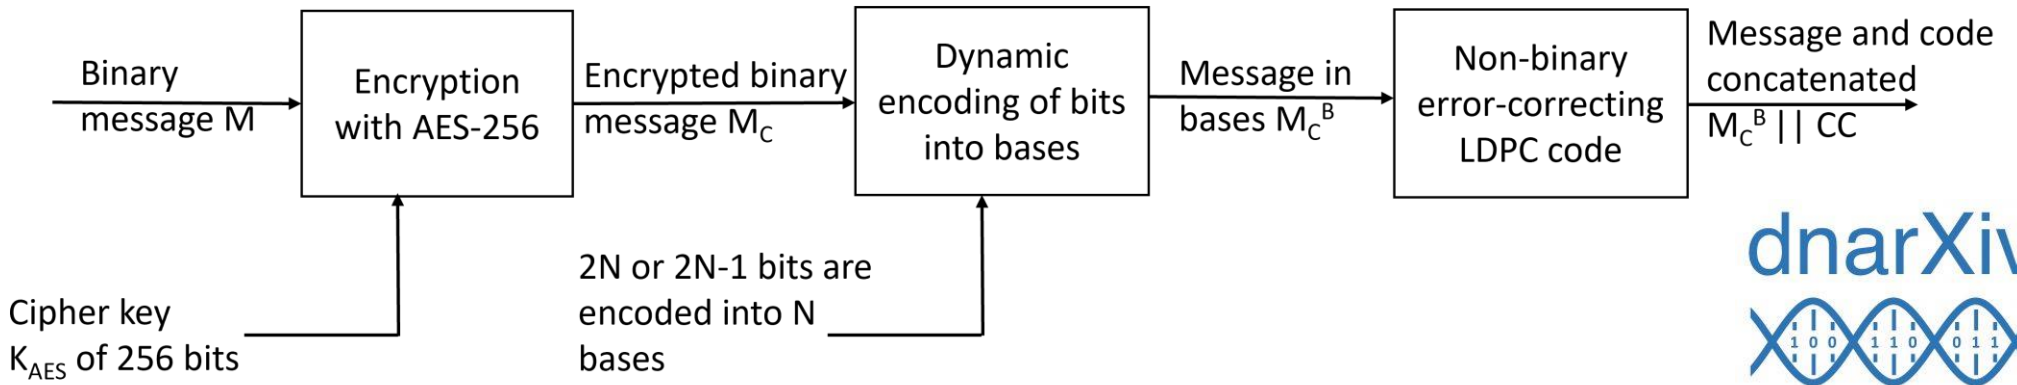 Binary
message M
Encryption
with AES-256
Encrypted binary
message M_C
Dynamic
encoding of bits
into bases
Message in
bases M_C^B
Non-binary
error-correcting
LDPC code
Message and code
concatenated
M_C^B || CC
Cipher key
K_AES of 256 bits
2N or 2N-1 bits are
encoded into N
bases
dnarXiv
1 0 0 1 1 0 0 1 1